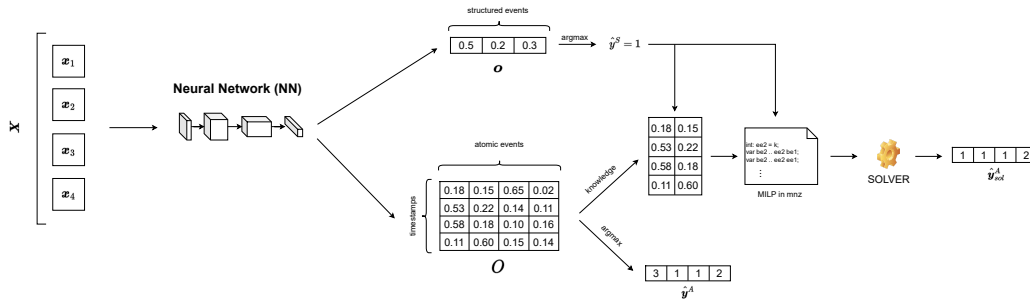 X
x1
x2
x3
x4
Neural Network (NN)
structured events
0.5 0.2 0.3
o
argmax
ŷ^S = 1
atomic events
timestamps
0.18 0.15 0.65 0.02
0.53 0.22 0.14 0.11
0.58 0.18 0.10 0.16
0.11 0.60 0.15 0.14
O
knowledge
argmax
3 1 1 2
ŷ^A
0.18 0.15
0.53 0.22
0.58 0.18
0.11 0.60
int: ee2 = k;
var be2 .. ee2 be1;
var be2 .. ee2 ee1;
⋮
MILP in mnz
SOLVER
1 1 1 2
ŷ^A_sol